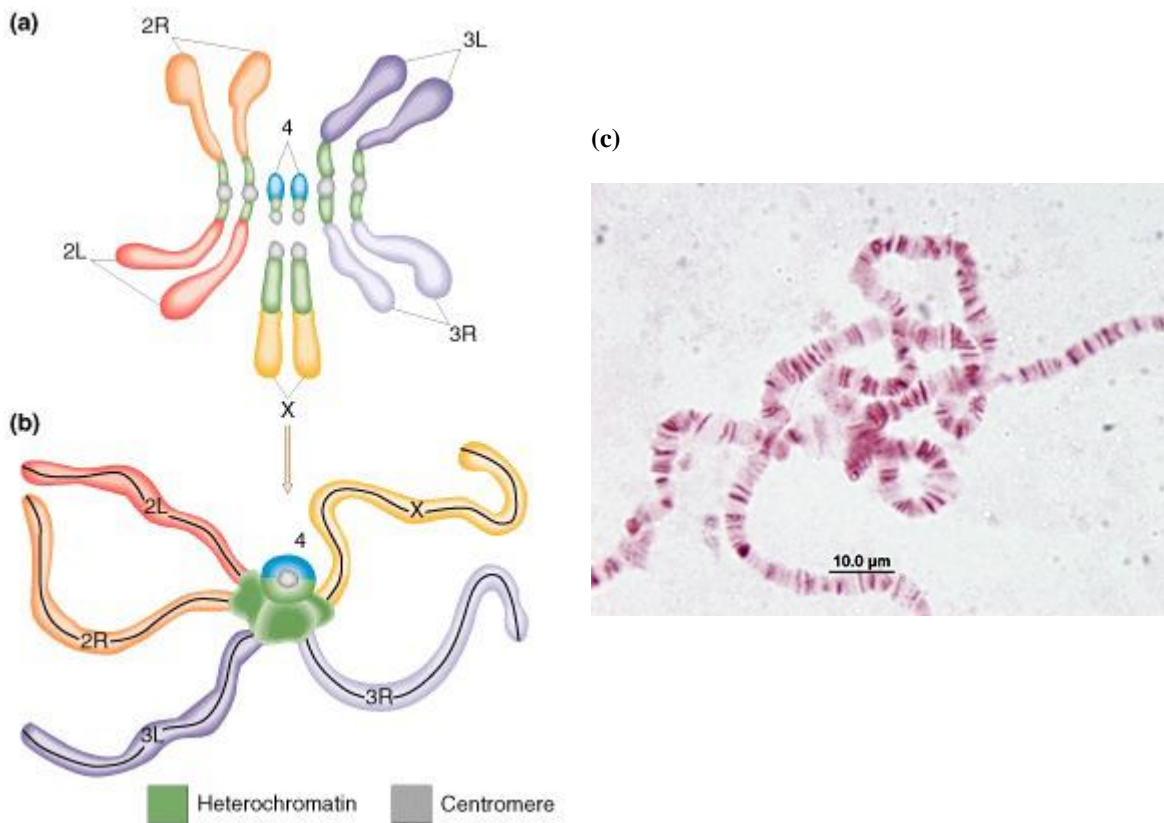 (a)
2R
3L
4
2L
3R
X
(b)
2L
X
4
2R
3R
3L
Heterochromatin
Centromere
(c)
10.0 µm